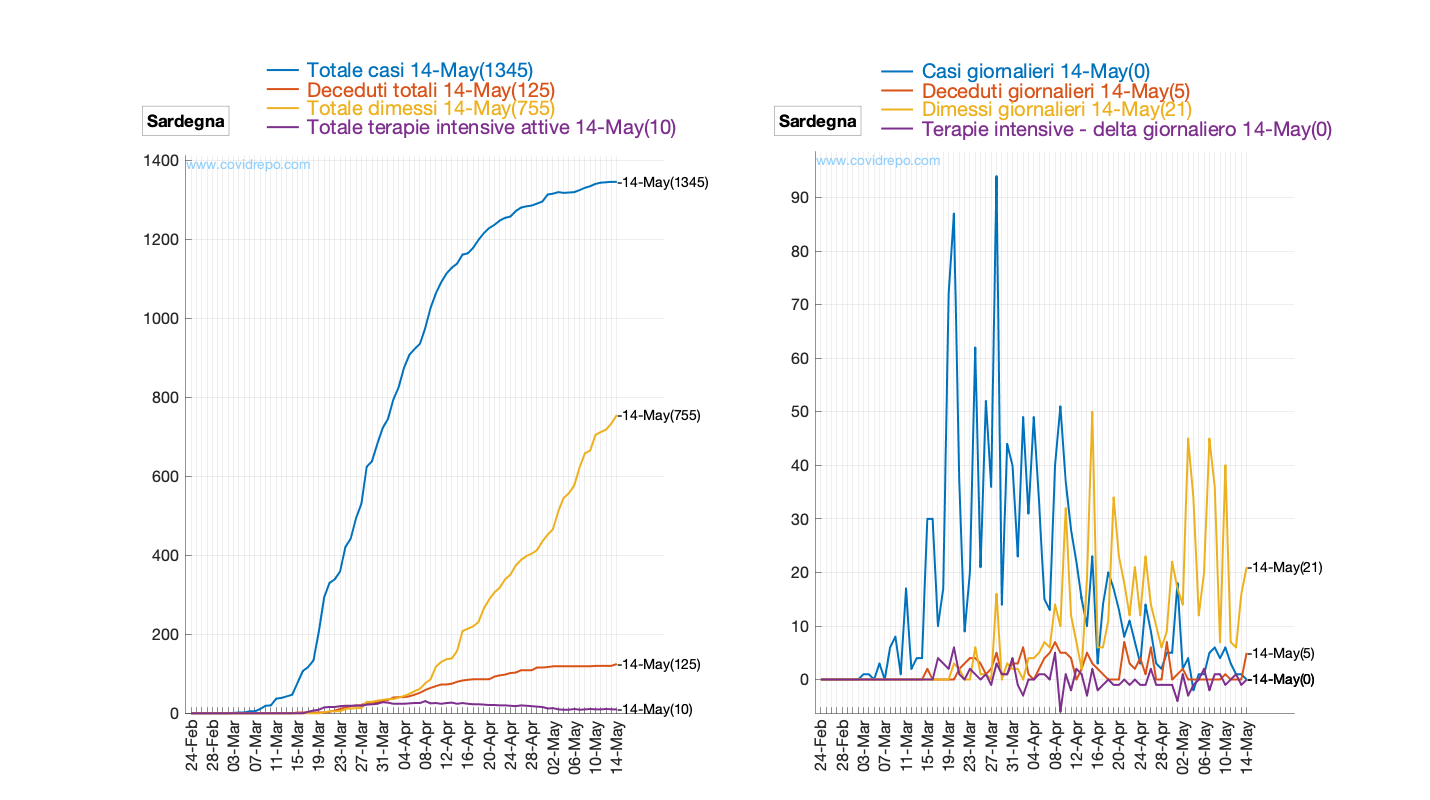 Totale casi 14-May(1345)
Deceduti totali 14-May(125)
Totale dimessi 14-May(755)
Totale terapie intensive attive 14-May(10)
Sardegna
www.covidrepo.com
1400
1200
1000
800
600
400
200
0
-14-May(1345)
-14-May(755)
-14-May(125)
-14-May(10)
24-Feb
28-Feb
03-Mar
07-Mar
11-Mar
15-Mar
19-Mar
23-Mar
27-Mar
31-Mar
04-Apr
08-Apr
12-Apr
16-Apr
20-Apr
24-Apr
28-Apr
02-May
06-May
10-May
14-May
Casi giornalieri 14-May(0)
Deceduti giornalieri 14-May(5)
Dimessi giornalieri 14-May(21)
Terapie intensive - delta giornaliero 14-May(0)
Sardegna
www.covidrepo.com
90
80
70
60
50
40
30
20
10
0
-14-May(21)
-14-May(5)
-14-May(0)
24-Feb
28-Feb
03-Mar
07-Mar
11-Mar
15-Mar
19-Mar
23-Mar
27-Mar
31-Mar
04-Apr
08-Apr
12-Apr
16-Apr
20-Apr
24-Apr
28-Apr
02-May
06-May
10-May
14-May